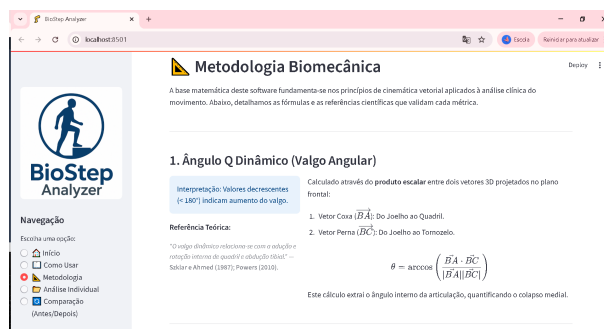 BioStep Analyzer
localhost:8501
Escola
Reiniciar para atualizar
Deploy
BioStep
Analyzer
Navegação
Escolha uma opção:
Início
Como Usar
Metodologia
Análise Individual
Comparação
(Antes/Depois)
Metodologia Biomecânica
A base matemática deste software fundamenta-se nos princípios de cinemática vetorial aplicados à análise clínica do
movimento. Abaixo, detalhamos as fórmulas e as referências científicas que validam cada métrica.
1. Ângulo Q Dinâmico (Valgo Angular)
Interpretação: Valores decrescentes
(< 180°) indicam aumento do valgo.
Referência Teórica:
"O valgo dinâmico relaciona-se com a adução e
rotação interna de quadril e abdução tibial" —
Szklar e Ahmed (1987); Powers (2010).
Calculado através do produto escalar entre dois vetores 3D projetados no plano
frontal:
1. Vetor Coxa (BA⃗): Do Joelho ao Quadril.
2. Vetor Perna (BC⃗): Do Joelho ao Tornozelo.
θ = arccos (BA⃗ · BC⃗ / |BA⃗||BC⃗|)
Este cálculo extrai o ângulo interno da articulação, quantificando o colapso medial.